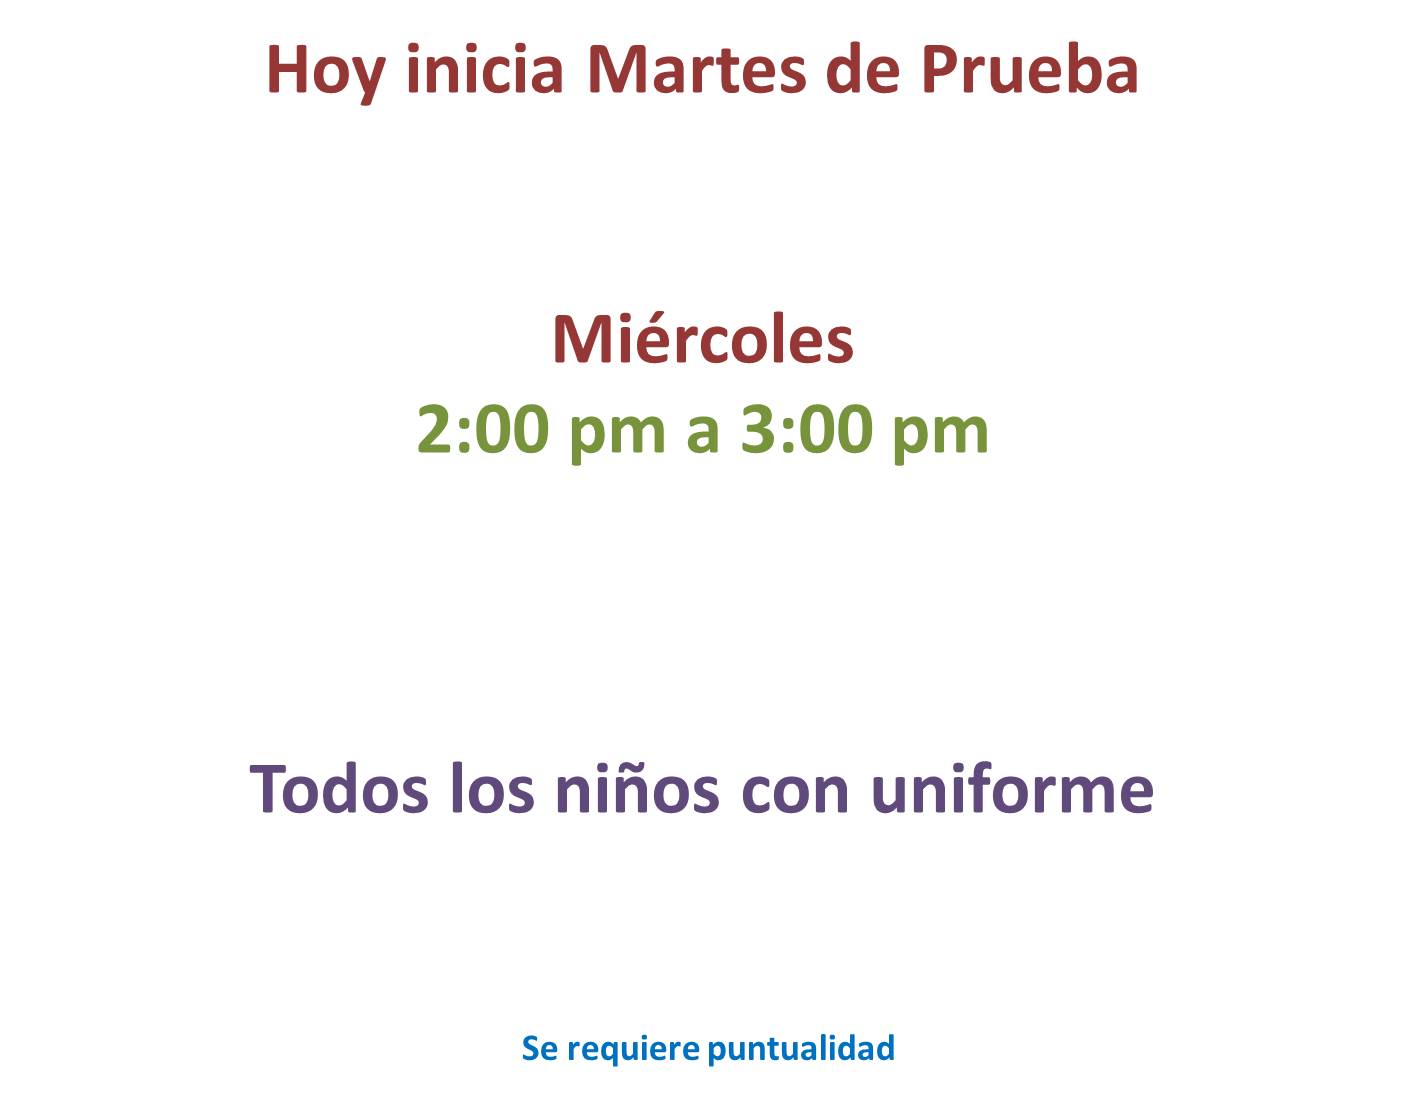 Hoy inicia Martes de Prueba
Miércoles
2:00 pm a 3:00 pm
Todos los niños con uniforme
Se requiere puntualidad